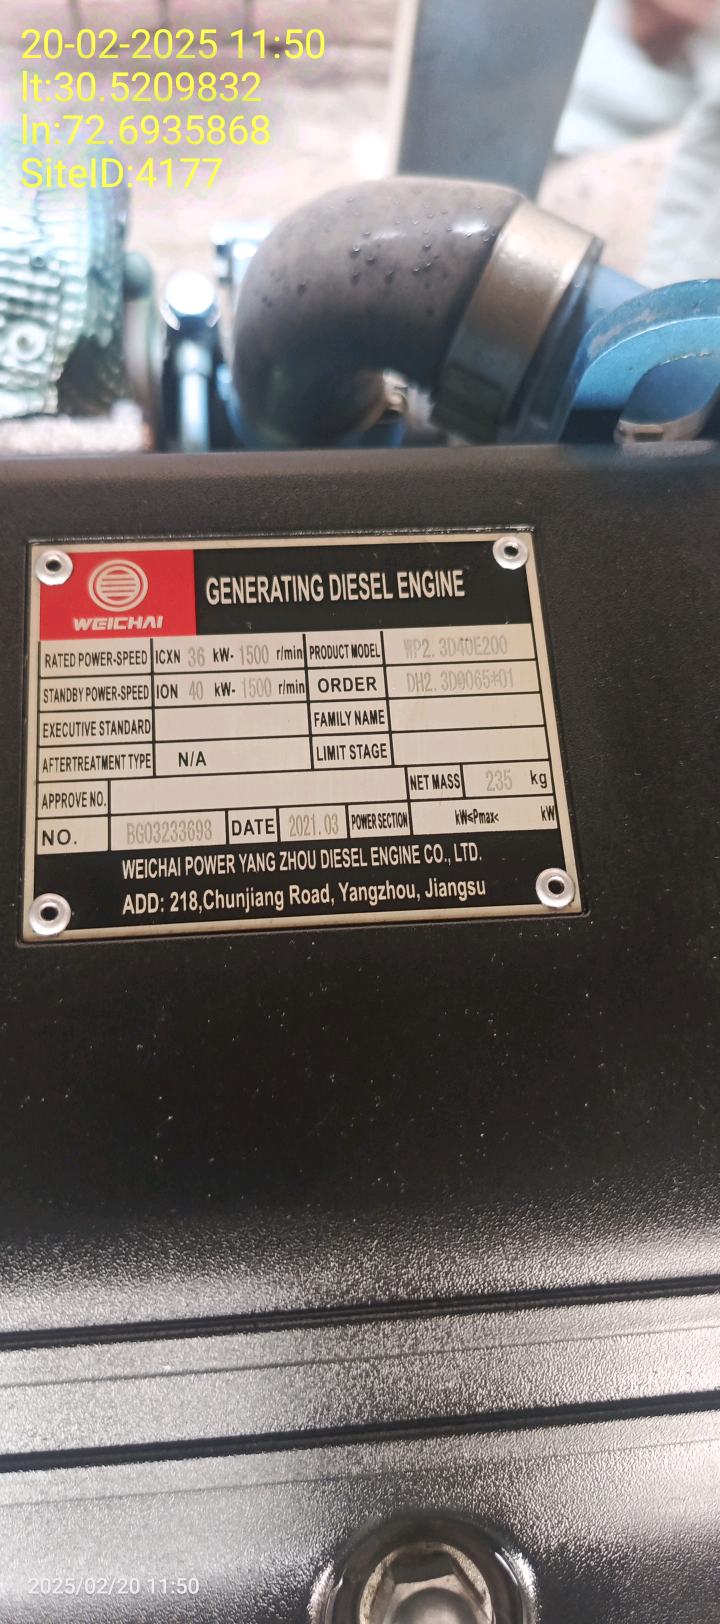 20-02-2025 11:50
lt:30.5209832
ln:72.6935868
SiteID:4177
WEICHAI
GENERATING DIESEL ENGINE
RATED POWER-SPEED ICXN 36 kW- 1500 r/min PRODUCT MODEL WP2.3D40E200
STANDBY POWER-SPEED ION 40 kW- 1500 r/min ORDER DH2.3D9065*01
EXECUTIVE STANDARD FAMILY NAME
AFTERTREATMENT TYPE N/A LIMIT STAGE
APPROVE NO. NET MASS 235 kg
NO. BG03233698 DATE 2021.03 POWER SECTION kW≤Pmax< kW
WEICHAI POWER YANG ZHOU DIESEL ENGINE CO., LTD.
ADD: 218,Chunjiang Road, Yangzhou, Jiangsu
2025/02/20 11:50